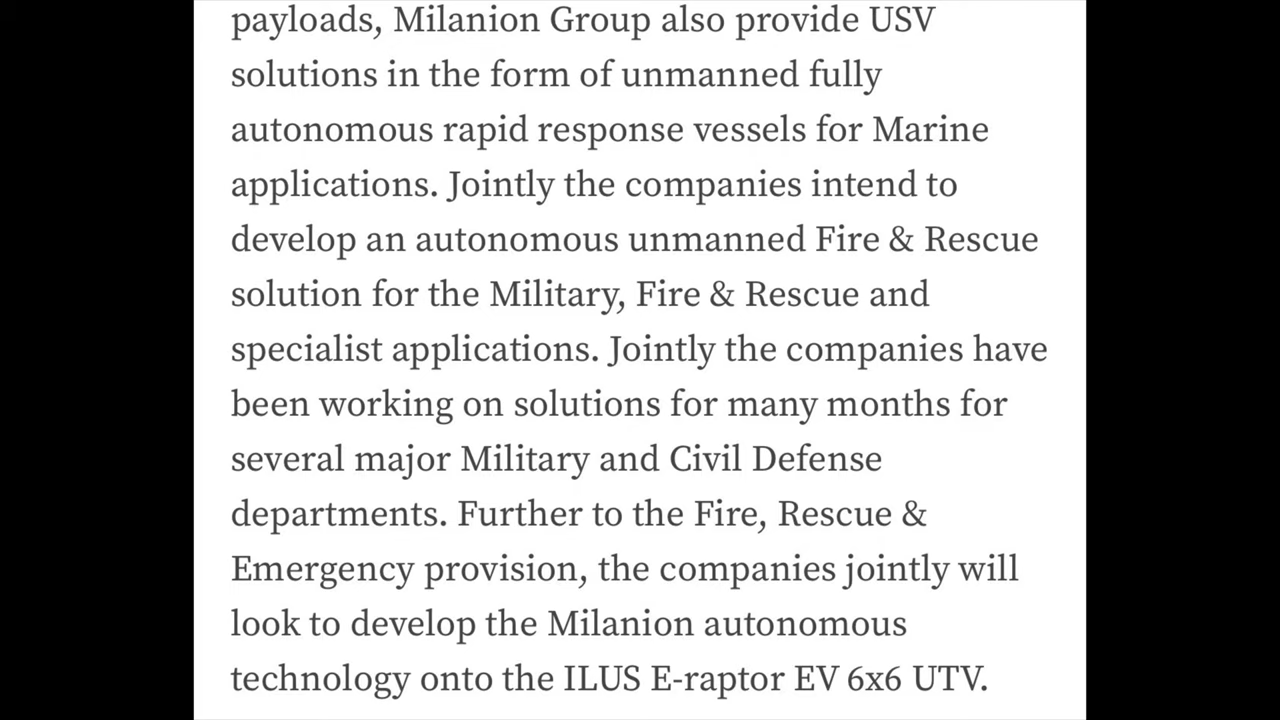 payloads, Milanion Group also provide USV
solutions in the form of unmanned fully
autonomous rapid response vessels for Marine
applications. Jointly the companies intend to
develop an autonomous unmanned Fire & Rescue
solution for the Military, Fire & Rescue and
specialist applications. Jointly the companies have
been working on solutions for many months for
several major Military and Civil Defense
departments. Further to the Fire, Rescue &
Emergency provision, the companies jointly will
look to develop the Milanion autonomous
technology onto the ILUS E-raptor EV 6x6 UTV.